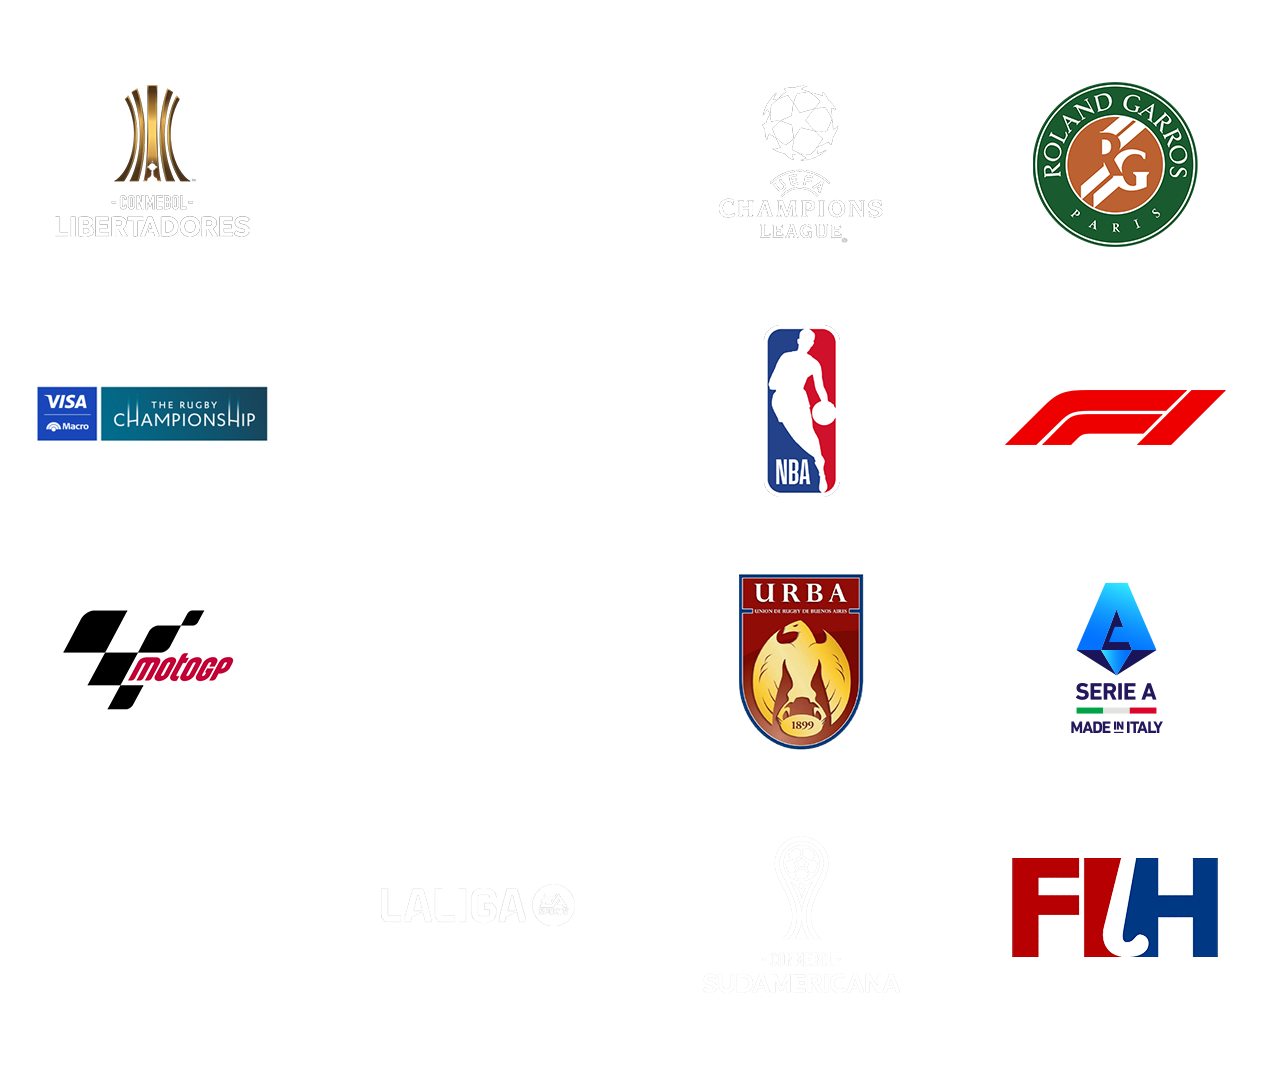 -CONMEBOL-
LIBERTADORES
UEFA
CHAMPIONS
LEAGUE®
ROLAND GARROS
RG
PARIS
VISA
Macro
THE RUGBY
CHAMPIONSHIP
NBA
F1
motoGP
URBA
UNION DE RUGBY DE BUENOS AIRES
1899
SERIE A
MADE IN ITALY
LALIGA
-CONMEBOL-
SUDAMERICANA
FIH